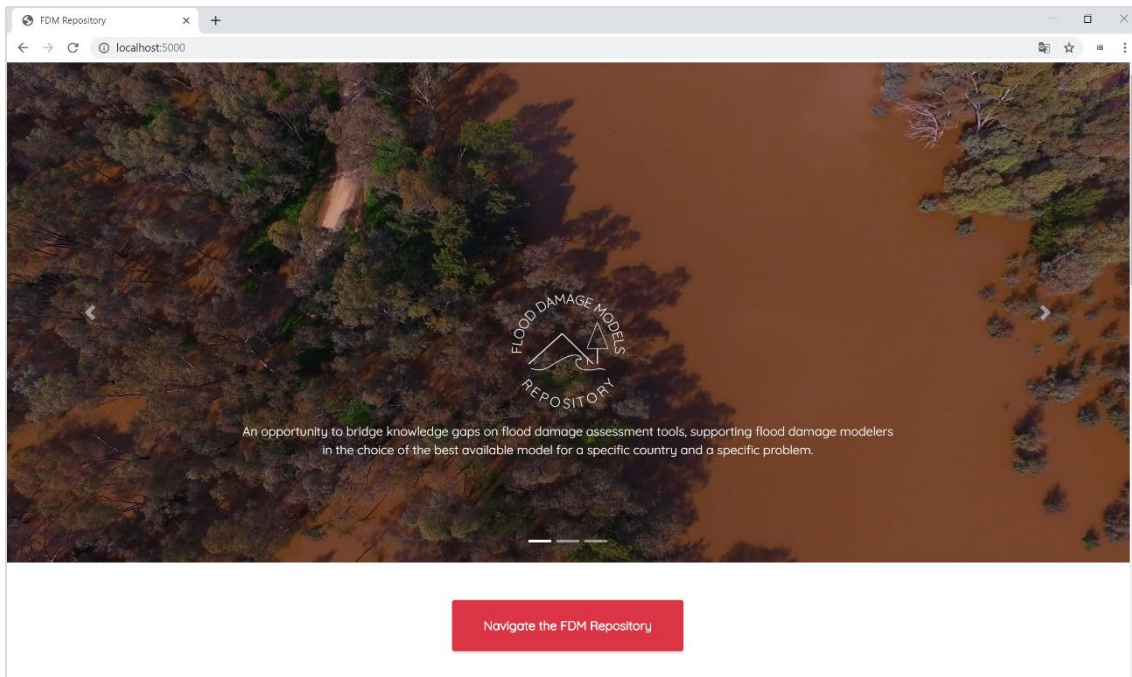 FDM Repository
localhost:5000
IB
FLOOD DAMAGE MODELS
REPOSITORY
An opportunity to bridge knowledge gaps on flood damage assessment tools, supporting flood damage modelers
in the choice of the best available model for a specific country and a specific problem.
Navigate the FDM Repository